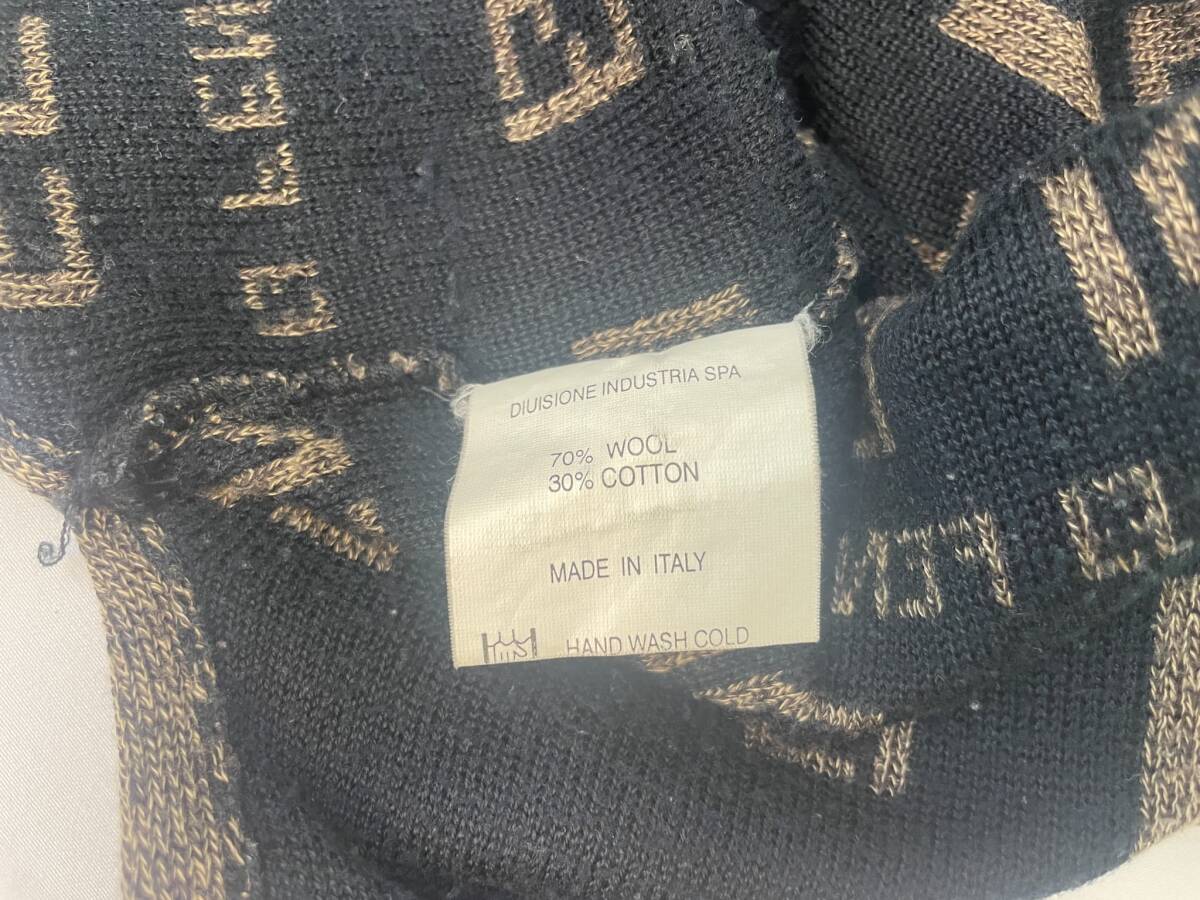 DIUISIONE INDUSTRIA SPA
70% WOOL
30% COTTON
MADE IN ITALY
HAND WASH COLD